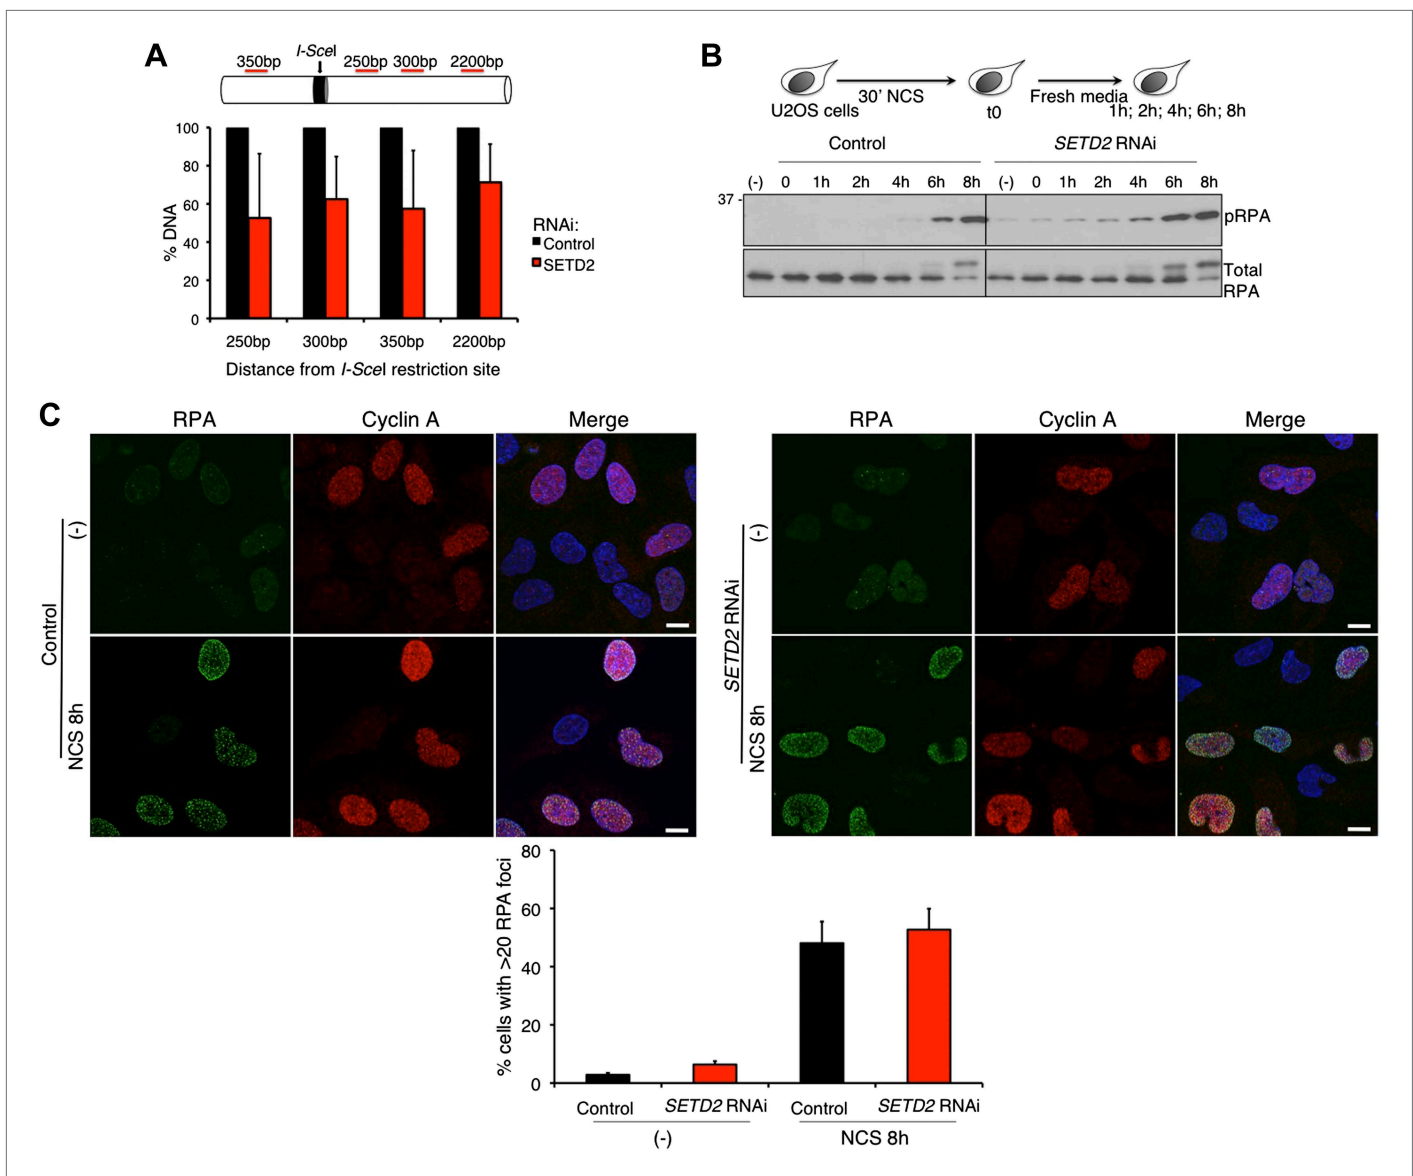 A
I-SceI
350bp
250bp 300bp 2200bp
100
80
60
40
20
0
% DNA
250bp 300bp 350bp 2200bp
Distance from I-SceI restriction site
RNAi:
Control
SETD2
B
30’ NCS
Fresh media
U2OS cells
t0
1h; 2h; 4h; 6h; 8h
Control
SETD2 RNAi
(-) 0 1h 2h 4h 6h 8h
(-) 0 1h 2h 4h 6h 8h
37 -
pRPA
Total
RPA
C
RPA Cyclin A Merge
RPA Cyclin A Merge
Control
(-)
NCS 8h
SETD2 RNAi
(-)
NCS 8h
80
60
40
20
0
% cells with >20 RPA foci
Control SETD2 RNAi Control SETD2 RNAi
(-) NCS 8h